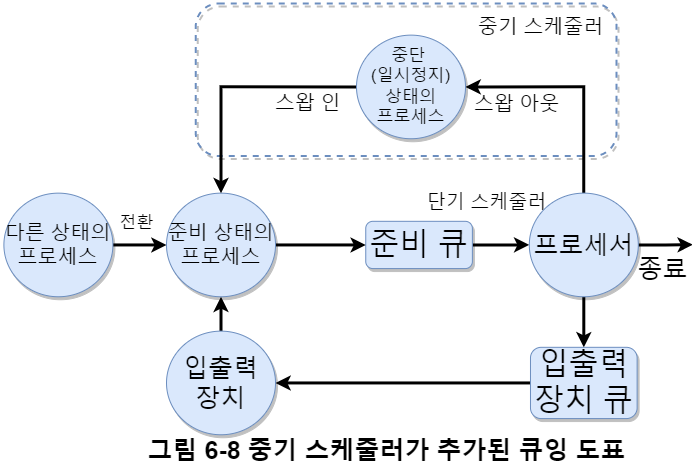 중기 스케줄러
중단
(일시정지)
상태의
프로세스
스왑 인
스왑 아웃
단기 스케줄러
다른 상태의
프로세스
전환
준비 상태의
프로세스
준비 큐
프로세서
종료
입출력
장치
입출력
장치 큐
그림 6-8 중기 스케줄러가 추가된 큐잉 도표